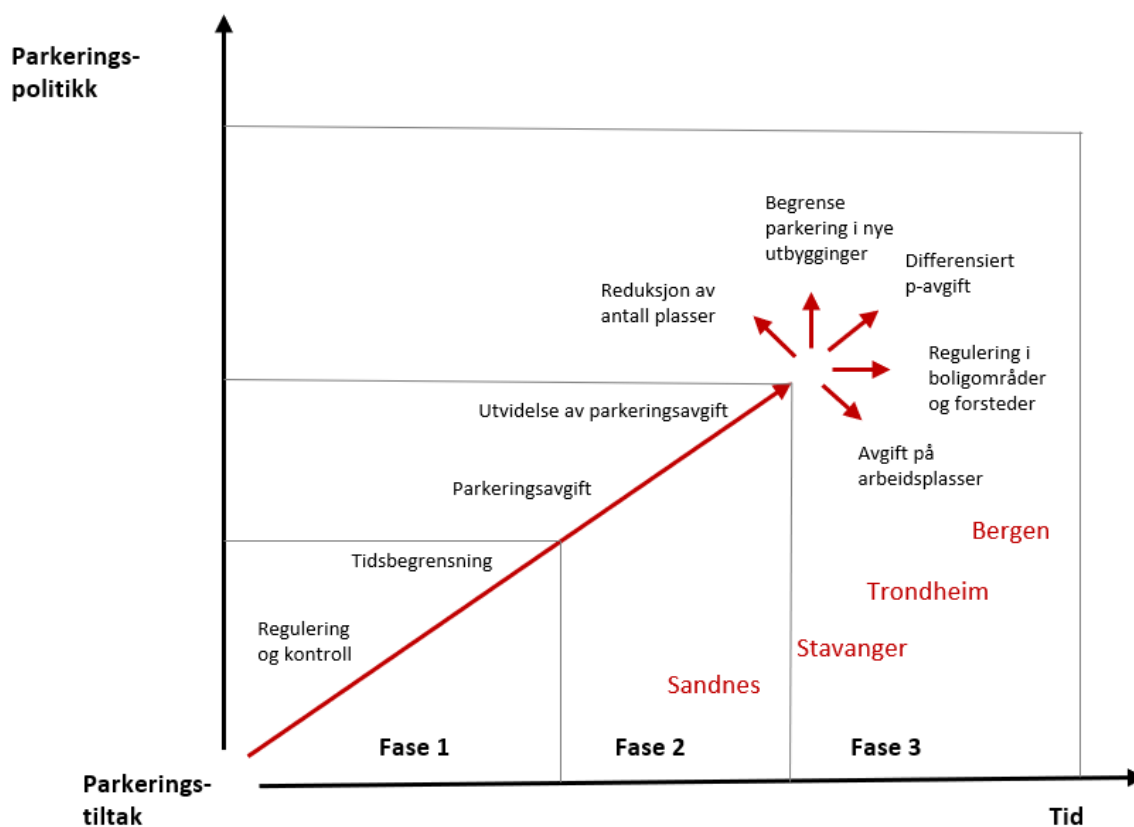 Parkerings-
politikk
Begrense
parkering i nye
utbygginger
Differensiert
p-avgift
Reduksjon av
antall plasser
Regulering i
boligområder
og forsteder
Utvidelse av parkeringsavgift
Avgift på
arbeidsplasser
Parkeringsavgift
Bergen
Tidsbegrensning
Trondheim
Regulering
og kontroll
Stavanger
Sandnes
Fase 1
Fase 2
Fase 3
Parkerings-
tiltak
Tid